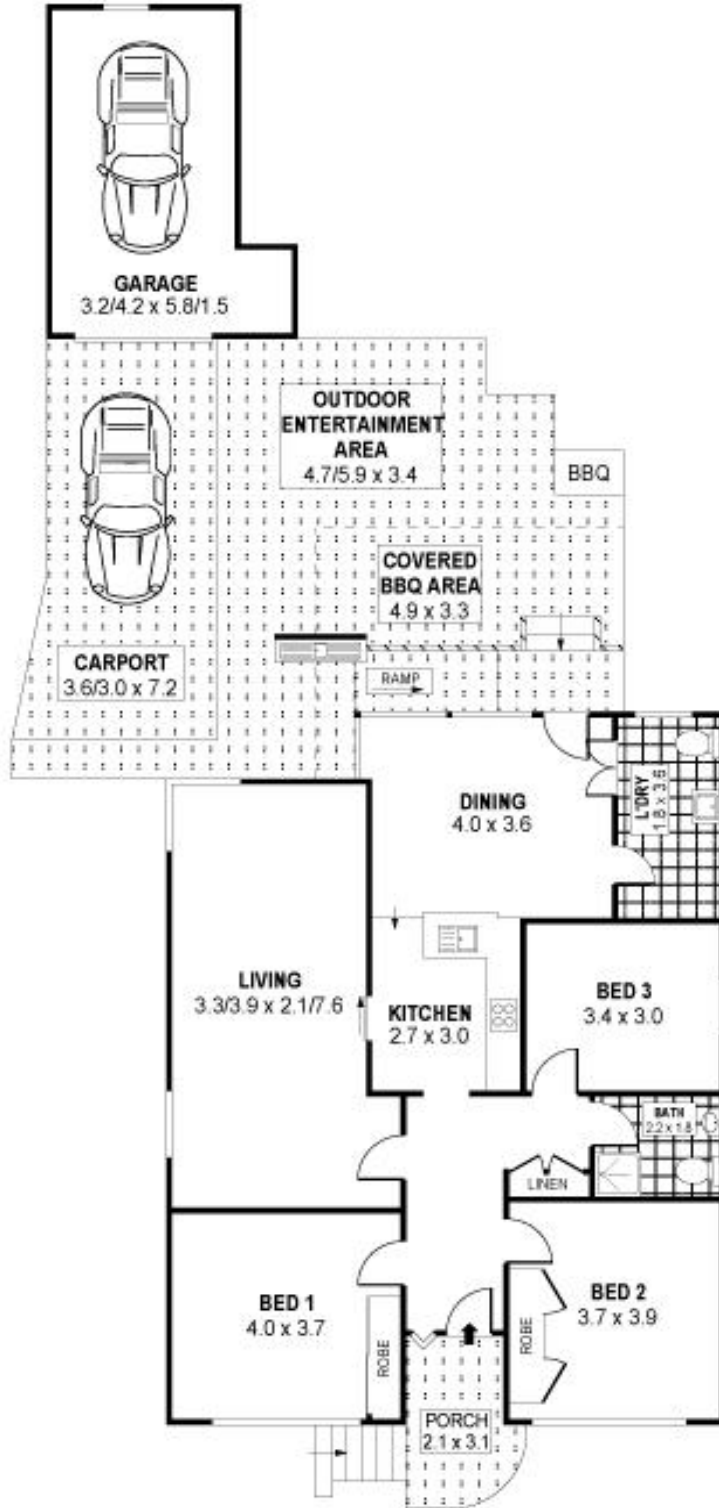 GARAGE
3.2/4.2 x 5.8/1.5
OUTDOOR
ENTERTAINMENT
AREA
4.7/5.9 x 3.4
BBQ
COVERED
BBQ AREA
4.9 x 3.3
CARPORT
3.6/3.0 x 7.2
RAMP
DINING
4.0 x 3.6
L'DRY
1.8 x 3.6
LIVING
3.3/3.9 x 2.1/7.6
KITCHEN
2.7 x 3.0
BED 3
3.4 x 3.0
BATH
2.2 x 1.8
LINEN
BED 1
4.0 x 3.7
ROBE
BED 2
3.7 x 3.9
ROBE
PORCH
2.1 x 3.1